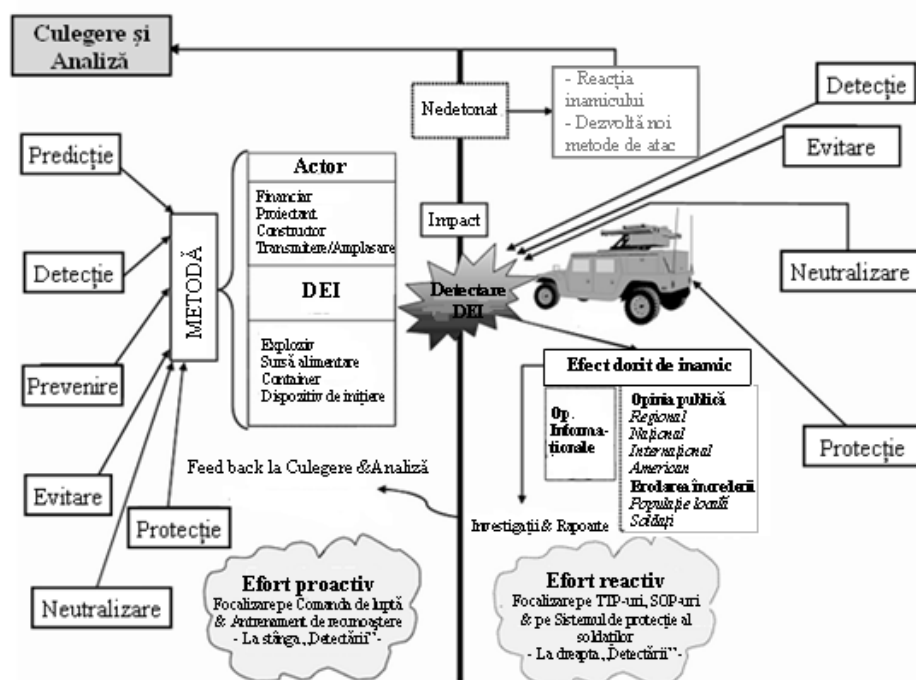 Culegere și
Analiză
Nedetonat
- Reacția
inamicului
- Dezvoltă noi
metode de atac
Detecție
Evitare
Neutralizare
Protecție
Predicție
Detecție
Prevenire
Evitare
Protecție
Neutralizare
METODĂ
Actor
Financiar
Proiectant
Constructor
Transmitere/Amplasare
DEI
Exploziv
Sursă alimentare
Container
Dispozitiv de inițiere
Impact
Detectare
DEI
Efect dorit de inamic
Op.
Informa-
ționale
Opinia publică
Regional
Național
Internațional
American
Erodarea încrederii
Populație locală
Soldați
Investigații & Rapoarte
Feed back la Culegere &Analiză
Efort proactiv
Focalizare pe Comanda de luptă
& Antrenament de recunoaștere
- La stânga „Detectării”-
Efort reactiv
Focalizare pe TTP-uri, SOP-uri
& pe Sistemul de protecție al
soldaților
- La dreapta „Detectării”-